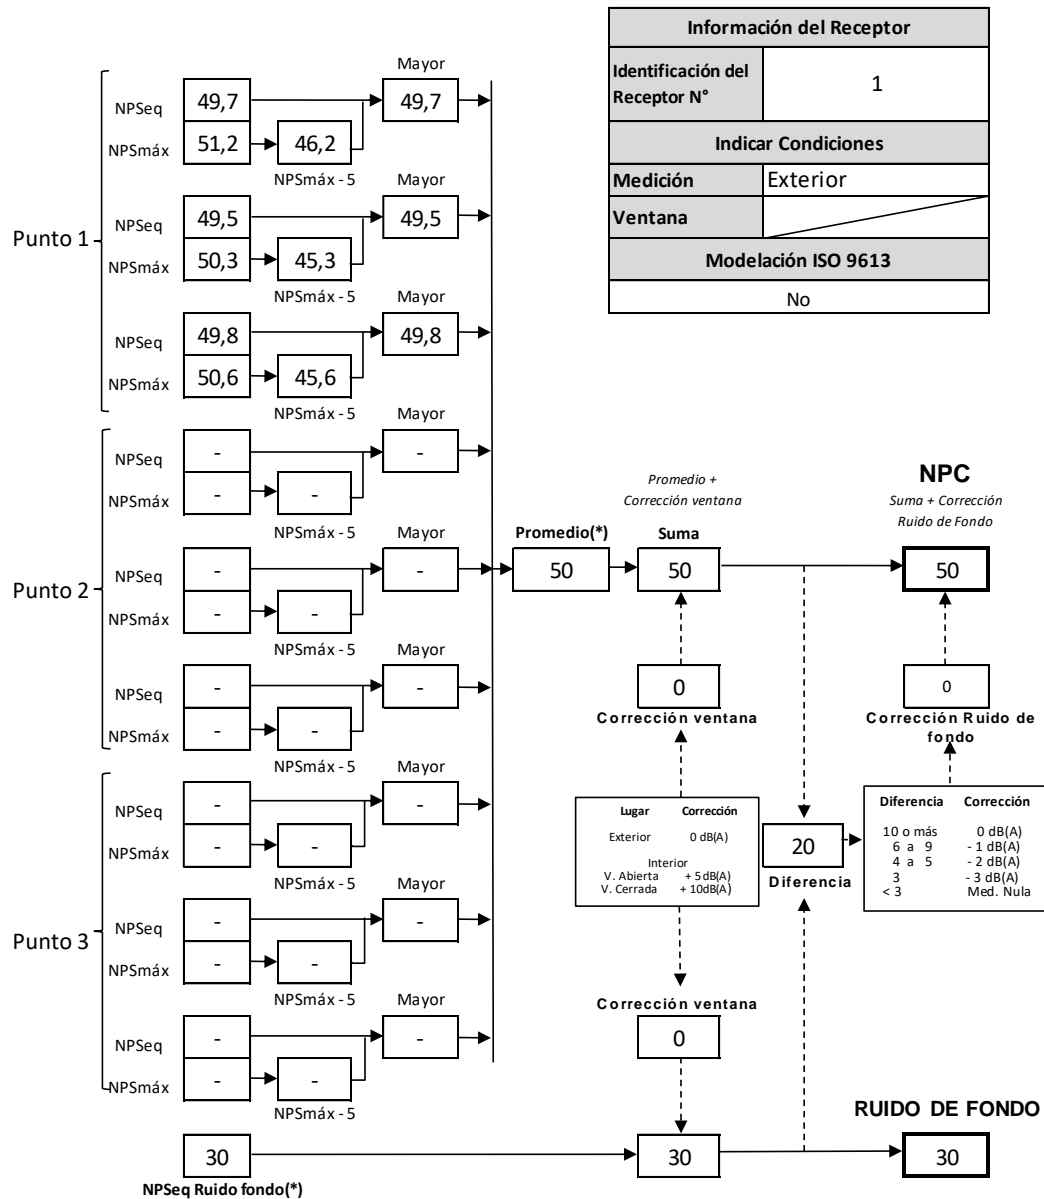 Información del Receptor
Identificación del
Receptor N°
1
Indicar Condiciones
Medición
Exterior
Ventana
Modelación ISO 9613
No
Punto 1
Mayor
NPSeq
49,7
49,7
NPSmáx
51,2
46,2
NPSmáx - 5
Mayor
NPSeq
49,5
49,5
NPSmáx
50,3
45,3
NPSmáx - 5
Mayor
NPSeq
49,8
49,8
NPSmáx
50,6
45,6
NPSmáx - 5
Punto 2
Mayor
NPSeq
-
-
NPSmáx
-
-
NPSmáx - 5
Mayor
NPSeq
-
-
NPSmáx
-
-
NPSmáx - 5
Mayor
NPSeq
-
-
NPSmáx
-
-
NPSmáx - 5
Punto 3
Mayor
NPSeq
-
-
NPSmáx
-
-
NPSmáx - 5
Mayor
NPSeq
-
-
NPSmáx
-
-
NPSmáx - 5
Mayor
NPSeq
-
-
NPSmáx
-
-
NPSmáx - 5
Promedio(*)
50
Promedio +
Corrección ventana
Suma
50
NPC
Suma + Corrección
Ruido de Fondo
50
0
Corrección ventana
0
Corrección Ruido de
fondo
Lugar Corrección
Exterior 0 dB(A)
Interior
V. Abierta + 5dB(A)
V. Cerrada + 10dB(A)
20
Diferencia
Diferencia Corrección
10 o más 0 dB(A)
6 a 9 - 1 dB(A)
4 a 5 - 2 dB(A)
3 - 3 dB(A)
< 3 Med. Nula
Corrección ventana
0
RUIDO DE FONDO
30
30
30
NPSeq Ruido fondo(*)